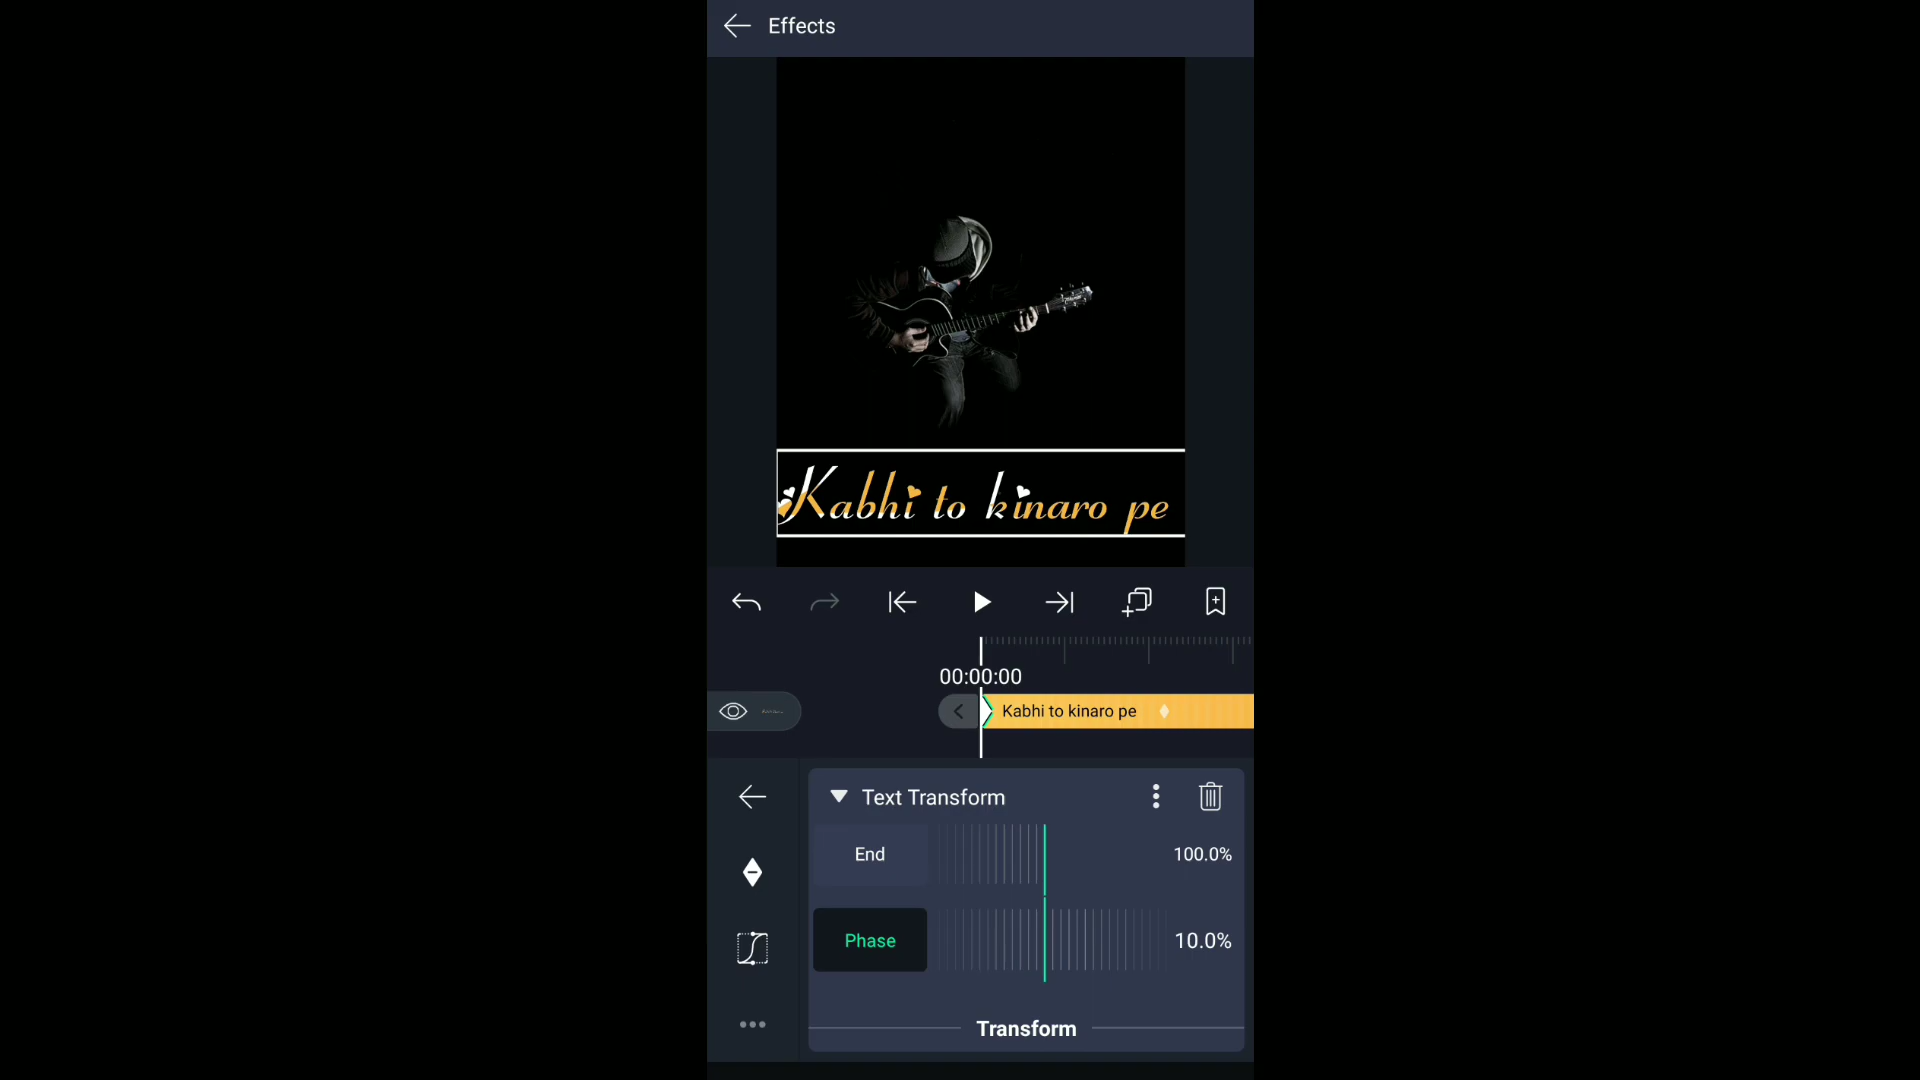 Effects
Kabhi to kinaro pe
00:00:00
Kabhi to kinaro pe
Text Transform
End 100.0%
Phase 10.0%
Transform